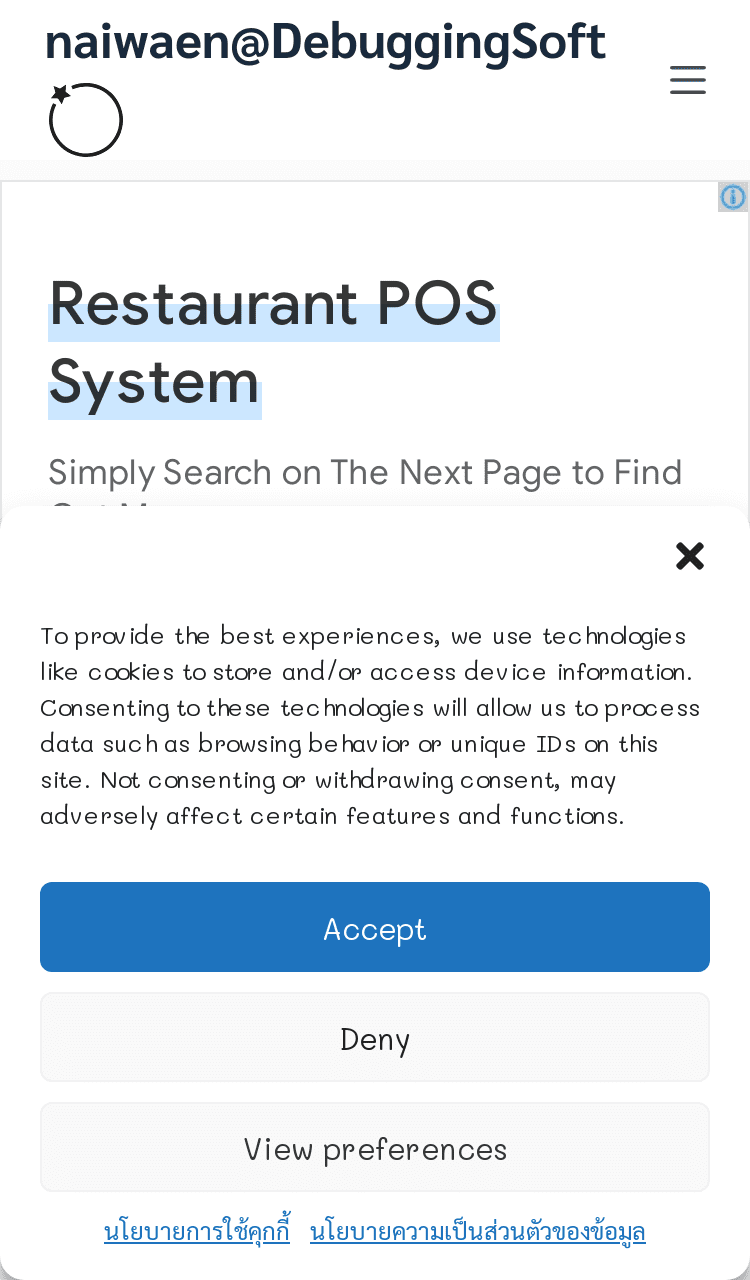 naiwaen@DebuggingSoft
Restaurant POS
System
Simply Search on The Next Page to Find
To provide the best experiences, we use technologies
like cookies to store and/or access device information.
Consenting to these technologies will allow us to process
data such as browsing behavior or unique IDs on this
site. Not consenting or withdrawing consent, may
adversely affect certain features and functions.
Accept
Deny
View preferences
นโยบายการใช้คุกกี้ นโยบายความเป็นส่วนตัวของข้อมูล